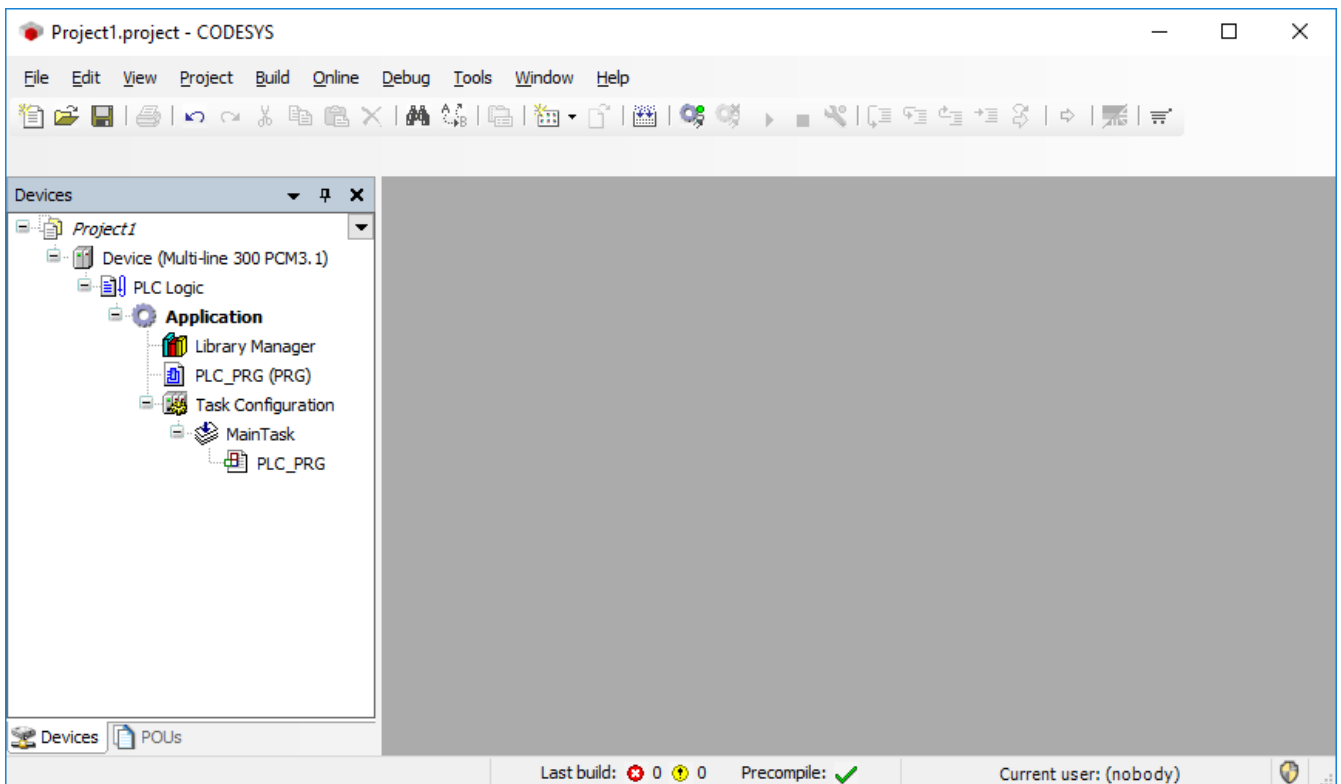 Project1.project - CODESYS
File Edit View Project Build Online Debug Tools Window Help
Devices
Project1
Device (Multi-line 300 PCM3.1)
PLC Logic
Application
Library Manager
PLC_PRG (PRG)
Task Configuration
MainTask
PLC_PRG
Devices POUs
Last build: 0 0 Precompile: Current user: (nobody)